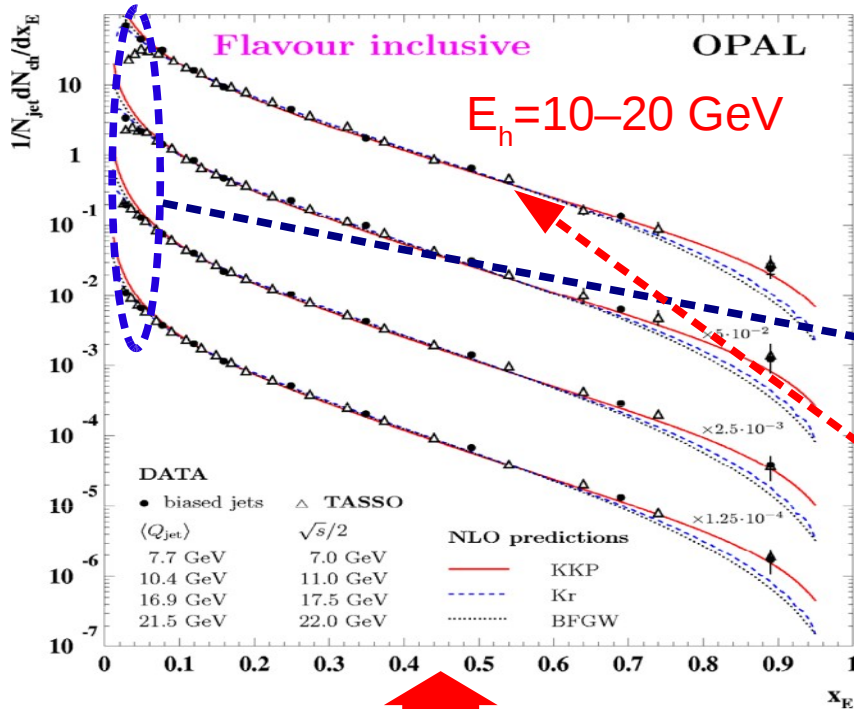 Flavour inclusive
OPAL
E_h=10–20 GeV
1/N_jet dN_ch/dx_E
10
1
10 -1
10 -2
10 -3
10 -4
10 -5
10 -6
10 -7
×5·10⁻²
×2.5·10⁻³
×1.25·10⁻⁴
DATA
● biased jets △ TASSO
⟨Q_jet⟩ √s/2
7.7 GeV 7.0 GeV
10.4 GeV 11.0 GeV
16.9 GeV 17.5 GeV
21.5 GeV 22.0 GeV
NLO predictions
KKP
Kr
BFGW
0 0.1 0.2 0.3 0.4 0.5 0.6 0.7 0.8 0.9 1
x_E